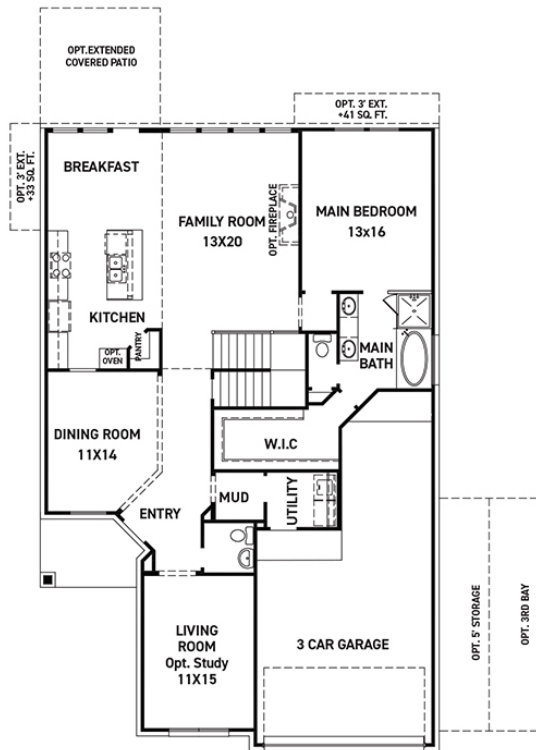 OPT.EXTENDED
COVERED PATIO
OPT. 3' EXT.
+41 SQ. FT.
OPT. 3' EXT.
+33 SQ. FT.
BREAKFAST
FAMILY ROOM
13X20
OPT. FIREPLACE
MAIN BEDROOM
13x16
KITCHEN
OPT.
OVEN
PANTRY
MAIN
BATH
DINING ROOM
11X14
W.I.C
MUD
UTILITY
ENTRY
LIVING
ROOM
Opt. Study
11X15
3 CAR GARAGE
OPT. 5' STORAGE
OPT. 3RD BAY